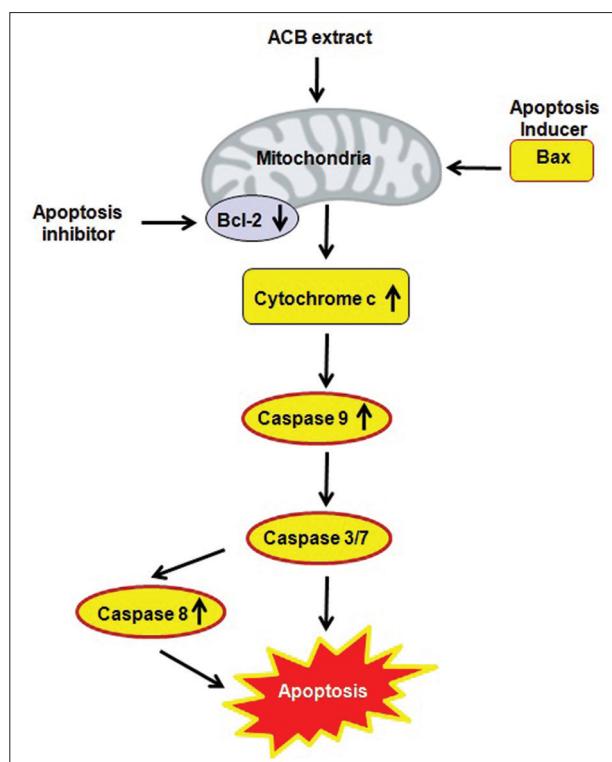 ACB extract
Apoptosis
Inducer
Bax
Mitochondria
Apoptosis
inhibitor
Bcl-2
Cytochrome c
Caspase 9
Caspase 3/7
Caspase 8
Apoptosis